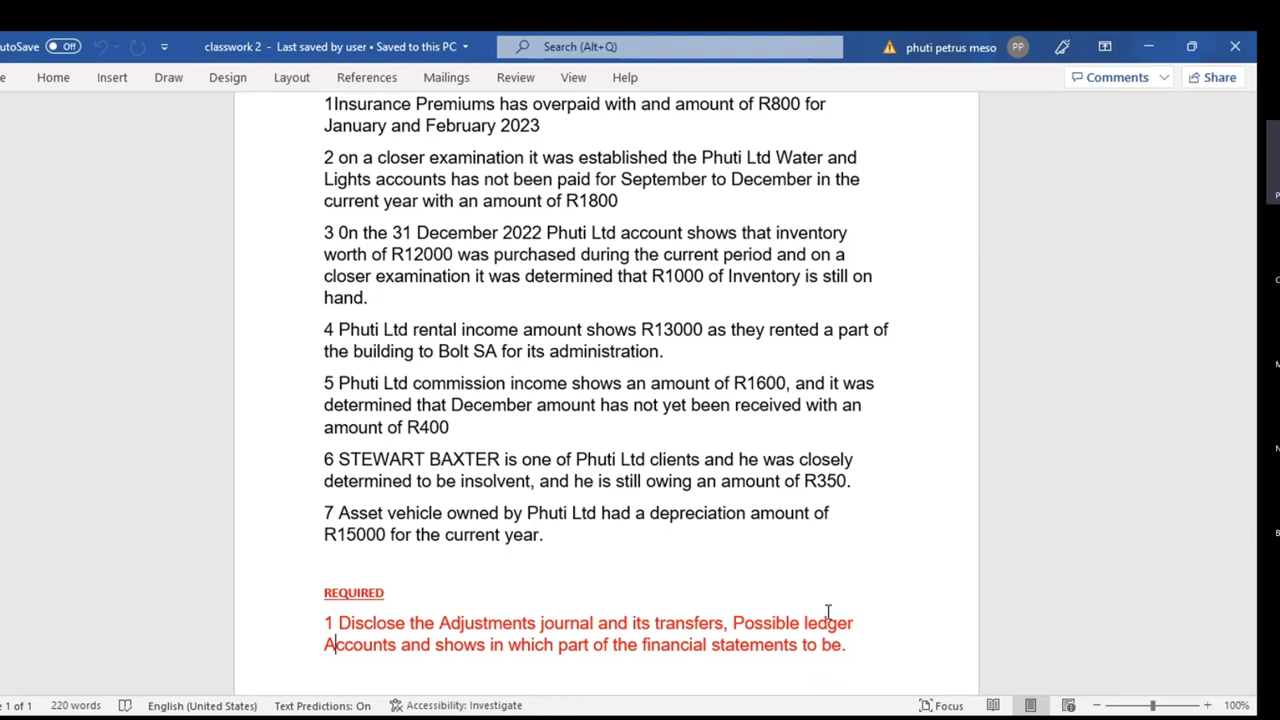 utoSave Off classwork 2 - Last saved by user • Saved to this PC Search (Alt+Q) phuti petrus meso PP
e Home Insert Draw Design Layout References Mailings Review View Help Comments Share
1Insurance Premiums has overpaid with and amount of R800 for
January and February 2023
2 on a closer examination it was established the Phuti Ltd Water and
Lights accounts has not been paid for September to December in the
current year with an amount of R1800
3 0n the 31 December 2022 Phuti Ltd account shows that inventory
worth of R12000 was purchased during the current period and on a
closer examination it was determined that R1000 of Inventory is still on
hand.
4 Phuti Ltd rental income amount shows R13000 as they rented a part of
the building to Bolt SA for its administration.
5 Phuti Ltd commission income shows an amount of R1600, and it was
determined that December amount has not yet been received with an
amount of R400
6 STEWART BAXTER is one of Phuti Ltd clients and he was closely
determined to be insolvent, and he is still owing an amount of R350.
7 Asset vehicle owned by Phuti Ltd had a depreciation amount of
R15000 for the current year.
REQUIRED
1 Disclose the Adjustments journal and its transfers, Possible ledger
Accounts and shows in which part of the financial statements to be.
e 1 of 1 220 words English (United States) Text Predictions: On Accessibility: Investigate Focus 100%